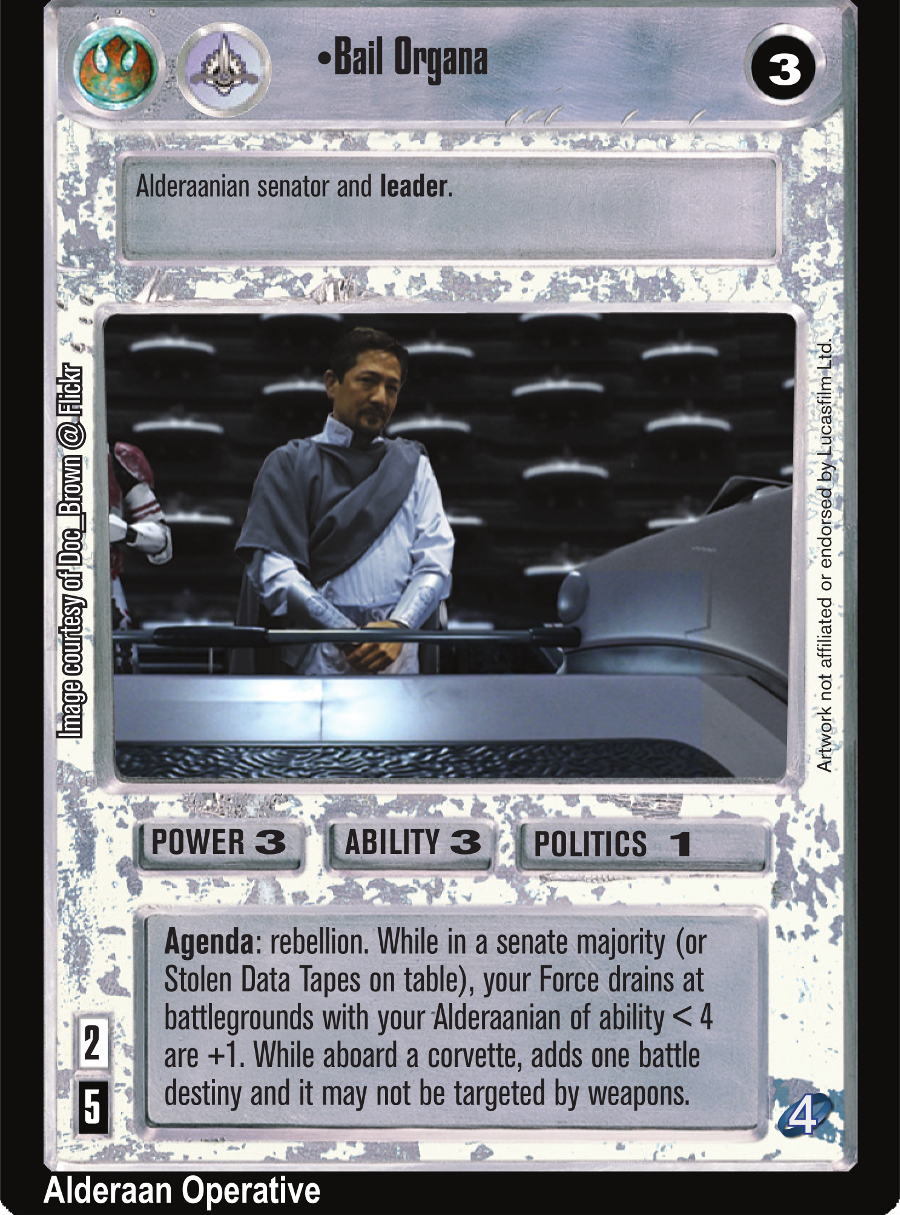 •Bail Organa
3
Alderaanian senator and leader.
Image courtesy of Doc_Brown @ Flickr
Artwork not affiliated or endorsed by Lucasfilm Ltd.
POWER 3
ABILITY 3
POLITICS 1
Agenda: rebellion. While in a senate majority (or
Stolen Data Tapes on table), your Force drains at
battlegrounds with your Alderaanian of ability < 4
are +1. While aboard a corvette, adds one battle
destiny and it may not be targeted by weapons.
2
5
4
Alderaan Operative